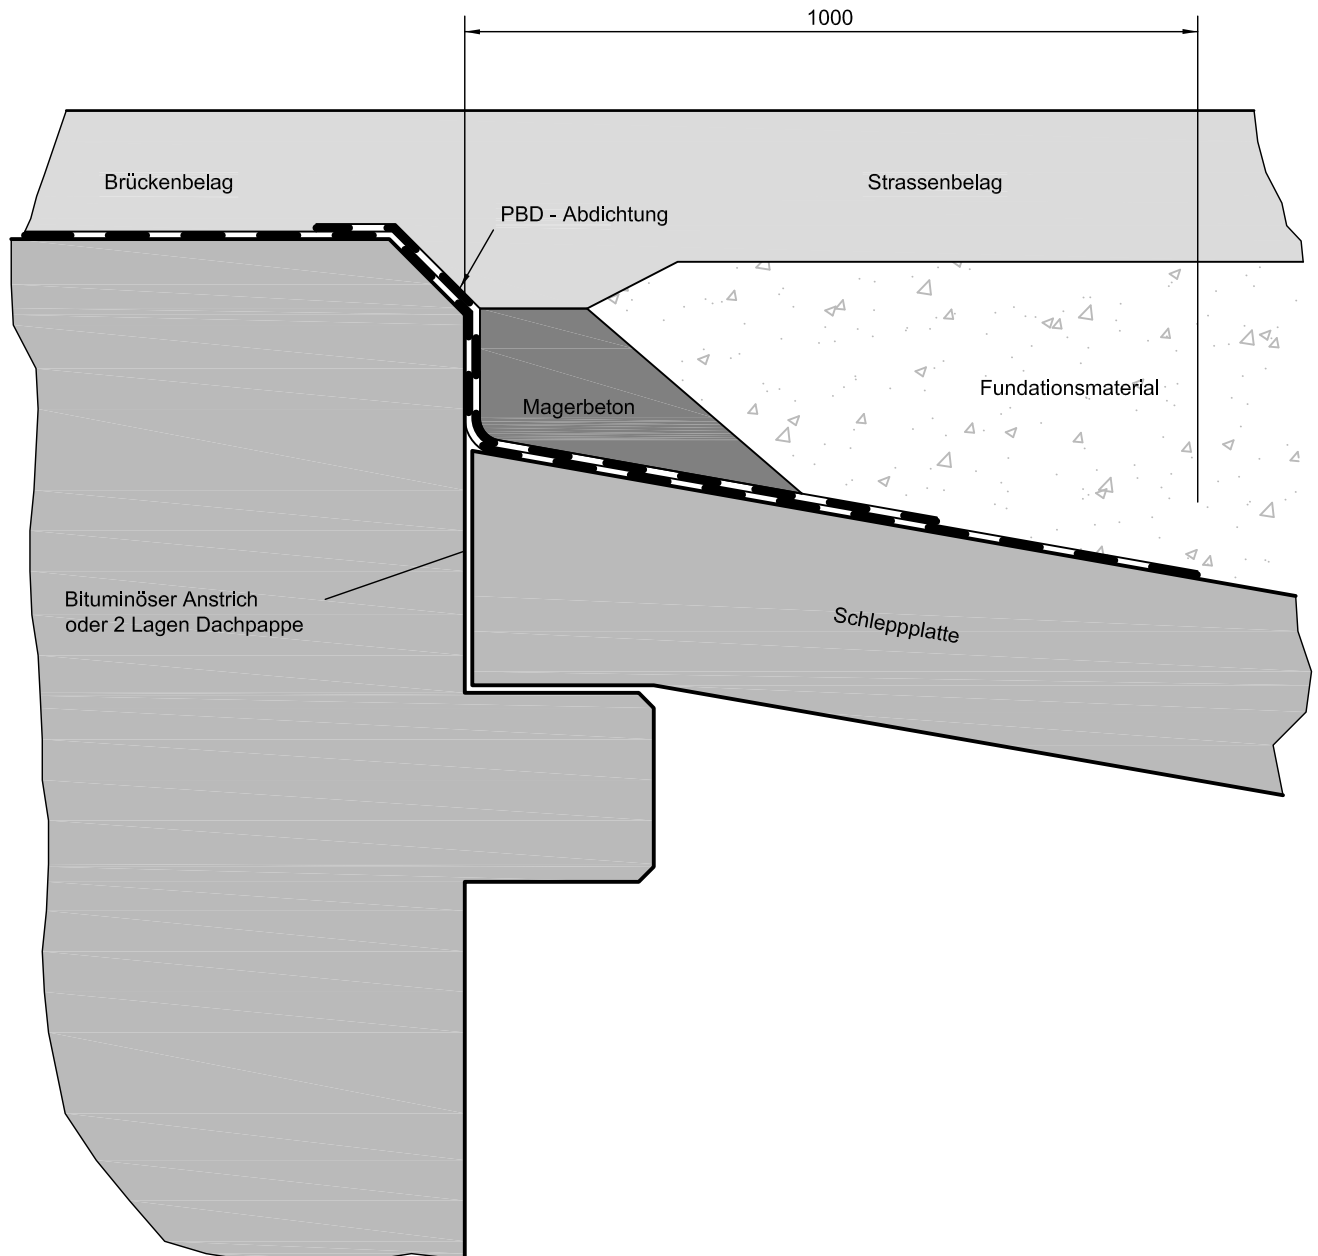 1000
Brückenbelag
Strassenbelag
PBD - Abdichtung
Fundationsmaterial
Magerbeton
Bituminöser Anstrich
oder 2 Lagen Dachpappe
Schleppplatte